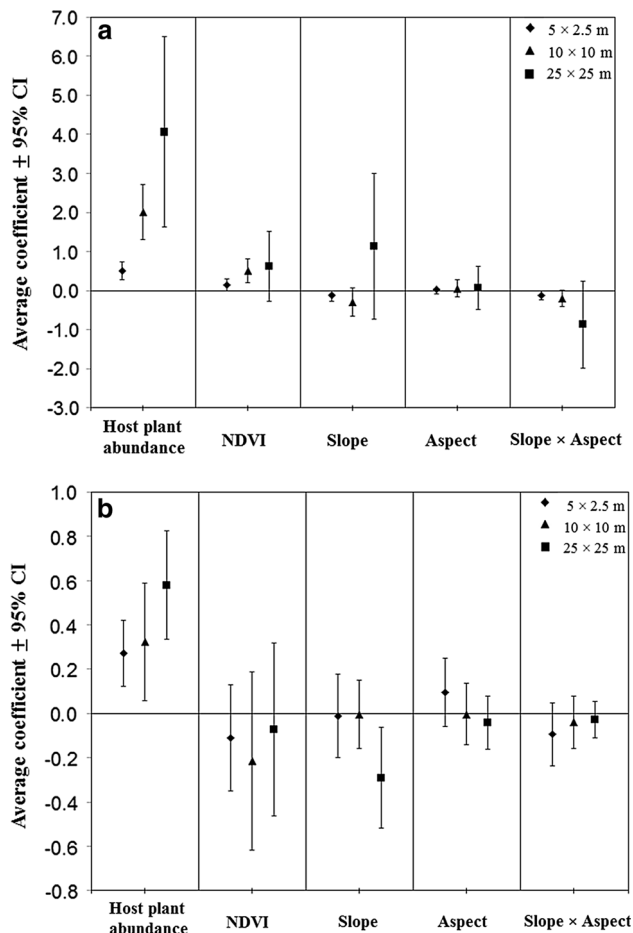 a
Average coefficient ± 95% CI
7.0
6.0
5.0
4.0
3.0
2.0
1.0
0.0
-1.0
-2.0
-3.0
5 × 2.5 m
10 × 10 m
25 × 25 m
Host plant
abundance
NDVI
Slope
Aspect
Slope × Aspect
b
Average coefficient ± 95% CI
1.0
0.8
0.6
0.4
0.2
0.0
-0.2
-0.4
-0.6
-0.8
5 × 2.5 m
10 × 10 m
25 × 25 m
Host plant
abundance
NDVI
Slope
Aspect
Slope × Aspect